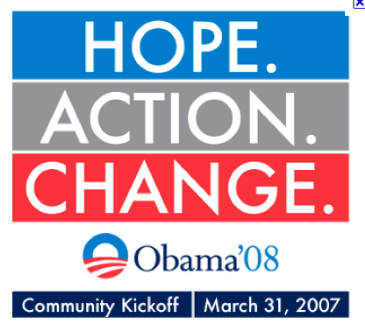 HOPE.
ACTION.
CHANGE.
Obama'08
Community Kickoff March 31, 2007